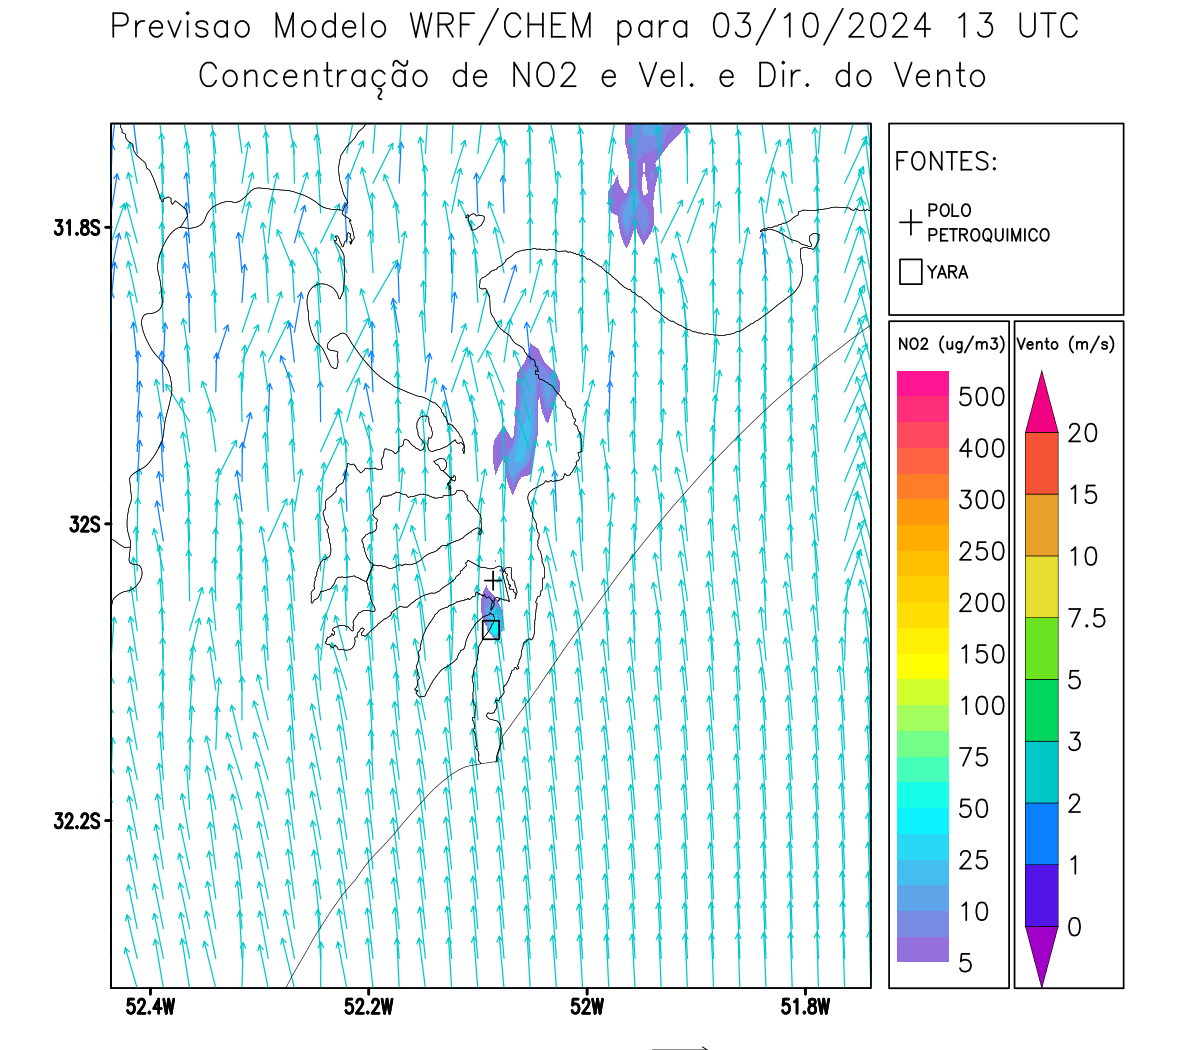 Previsao Modelo WRF/CHEM para 03/10/2024 13 UTC
Concentração de NO2 e Vel. e Dir. do Vento
FONTES:
POLO
PETROQUIMICO
YARA
NO2 (ug/m3)
500
400
300
250
200
150
100
75
50
25
10
5
Vento (m/s)
20
15
10
7.5
5
3
2
1
0
31.8S
32S
32.2S
52.4W
52.2W
52W
51.8W